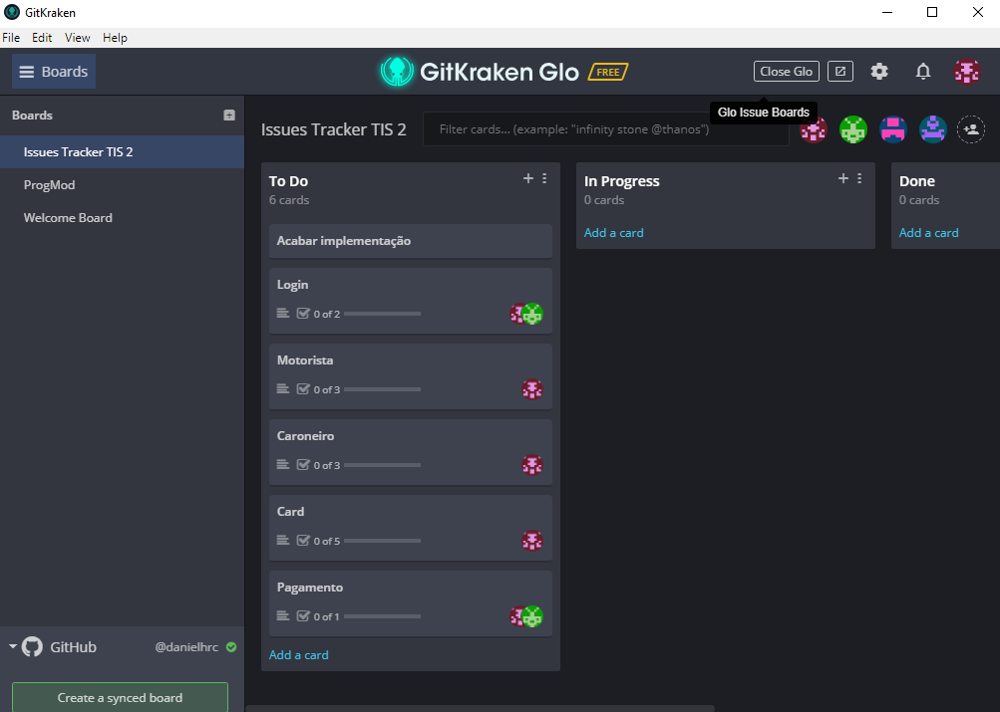 GitKraken
File Edit View Help
Boards
GitKraken Glo FREE
Close Glo
Glo Issue Boards
Boards
Issues Tracker TIS 2
ProgMod
Welcome Board
Issues Tracker TIS 2
Filter cards... (example: "infinity stone @thanos")
To Do
6 cards
Acabar implementação
Login
0 of 2
Motorista
0 of 3
Caroneiro
0 of 3
Card
0 of 5
Pagamento
0 of 1
Add a card
In Progress
0 cards
Add a card
Done
0 cards
Add a card
GitHub @danielhrc
Create a synced board